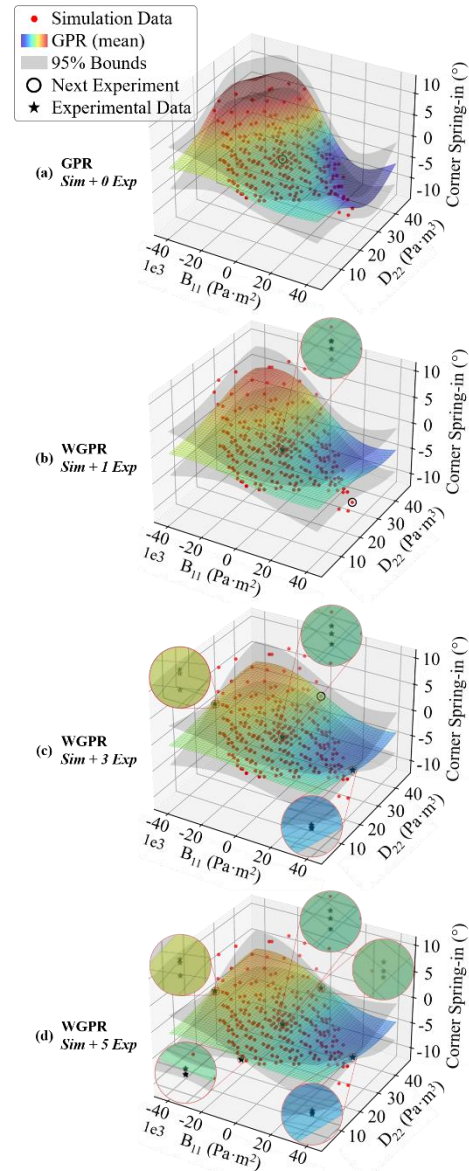 Simulation Data
GPR (mean)
95% Bounds
Next Experiment
Experimental Data
(a) GPR
Sim + 0 Exp
10
5
0
-5
-10
Corner Spring-in (°)
40
30
20
10
D₂₂ (Pa·m³)
-40
-20
0
20
40
1e3
B₁₁ (Pa·m²)
(b) WGPR
Sim + 1 Exp
10
5
0
-5
-10
Corner Spring-in (°)
40
30
20
10
D₂₂ (Pa·m³)
-40
-20
0
20
40
1e3
B₁₁ (Pa·m²)
(c) WGPR
Sim + 3 Exp
10
5
0
-5
-10
Corner Spring-in (°)
40
30
20
10
D₂₂ (Pa·m³)
-40
-20
0
20
40
1e3
B₁₁ (Pa·m²)
(d) WGPR
Sim + 5 Exp
10
5
0
-5
-10
Corner Spring-in (°)
40
30
20
10
D₂₂ (Pa·m³)
-40
-20
0
20
40
1e3
B₁₁ (Pa·m²)